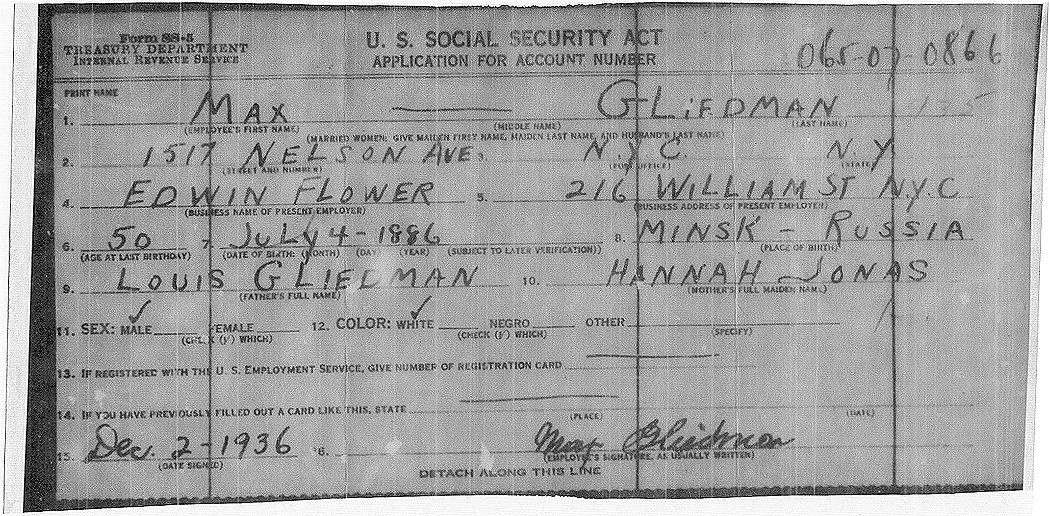 Form SS-5
TREASURY DEPARTMENT
INTERNAL REVENUE SERVICE
U. S. SOCIAL SECURITY ACT
APPLICATION FOR ACCOUNT NUMBER
065-07-0866
PRINT NAME
1. MAX GLiEDMAN 135
(EMPLOYEE'S FIRST NAME) (MIDDLE NAME) (LAST NAME)
(MARRIED WOMEN: GIVE MAIDEN FIRST NAME, MAIDEN LAST NAME, AND HUSBAND'S LAST NAME)
2. 1517 NELSON AVE 3. N.Y.C. N.Y
(STREET AND NUMBER) (POST OFFICE) (STATE)
4. EDWIN FLOWER 5. 216 WILLIAM ST N.Y.C
(BUSINESS NAME OF PRESENT EMPLOYER) (BUSINESS ADDRESS OF PRESENT EMPLOYER)
6. 50 7. JULY 4-1886 8. MINSK - RUSSIA
(AGE AT LAST BIRTHDAY) (DATE OF BIRTH: (MONTH) (DAY) (YEAR) (SUBJECT TO LATER VERIFICATION)) (PLACE OF BIRTH)
9. LOUIS GLIEDMAN 10. HANNAH JONAS
(FATHER'S FULL NAME) (MOTHER'S FULL MAIDEN NAME)
11. SEX: MALE ✓ FEMALE 12. COLOR: WHITE ✓ NEGRO OTHER
(CHECK (✓) WHICH) (CHECK (✓) WHICH) (SPECIFY)
13. IF REGISTERED WITH THE U. S. EMPLOYMENT SERVICE, GIVE NUMBER OF REGISTRATION CARD
14. IF YOU HAVE PREVIOUSLY FILLED OUT A CARD LIKE THIS, STATE
(PLACE) (DATE)
15. Dec. 2-1936 16. Max Gliedman
(DATE SIGNED) (EMPLOYEE'S SIGNATURE, AS USUALLY WRITTEN)
DETACH ALONG THIS LINE